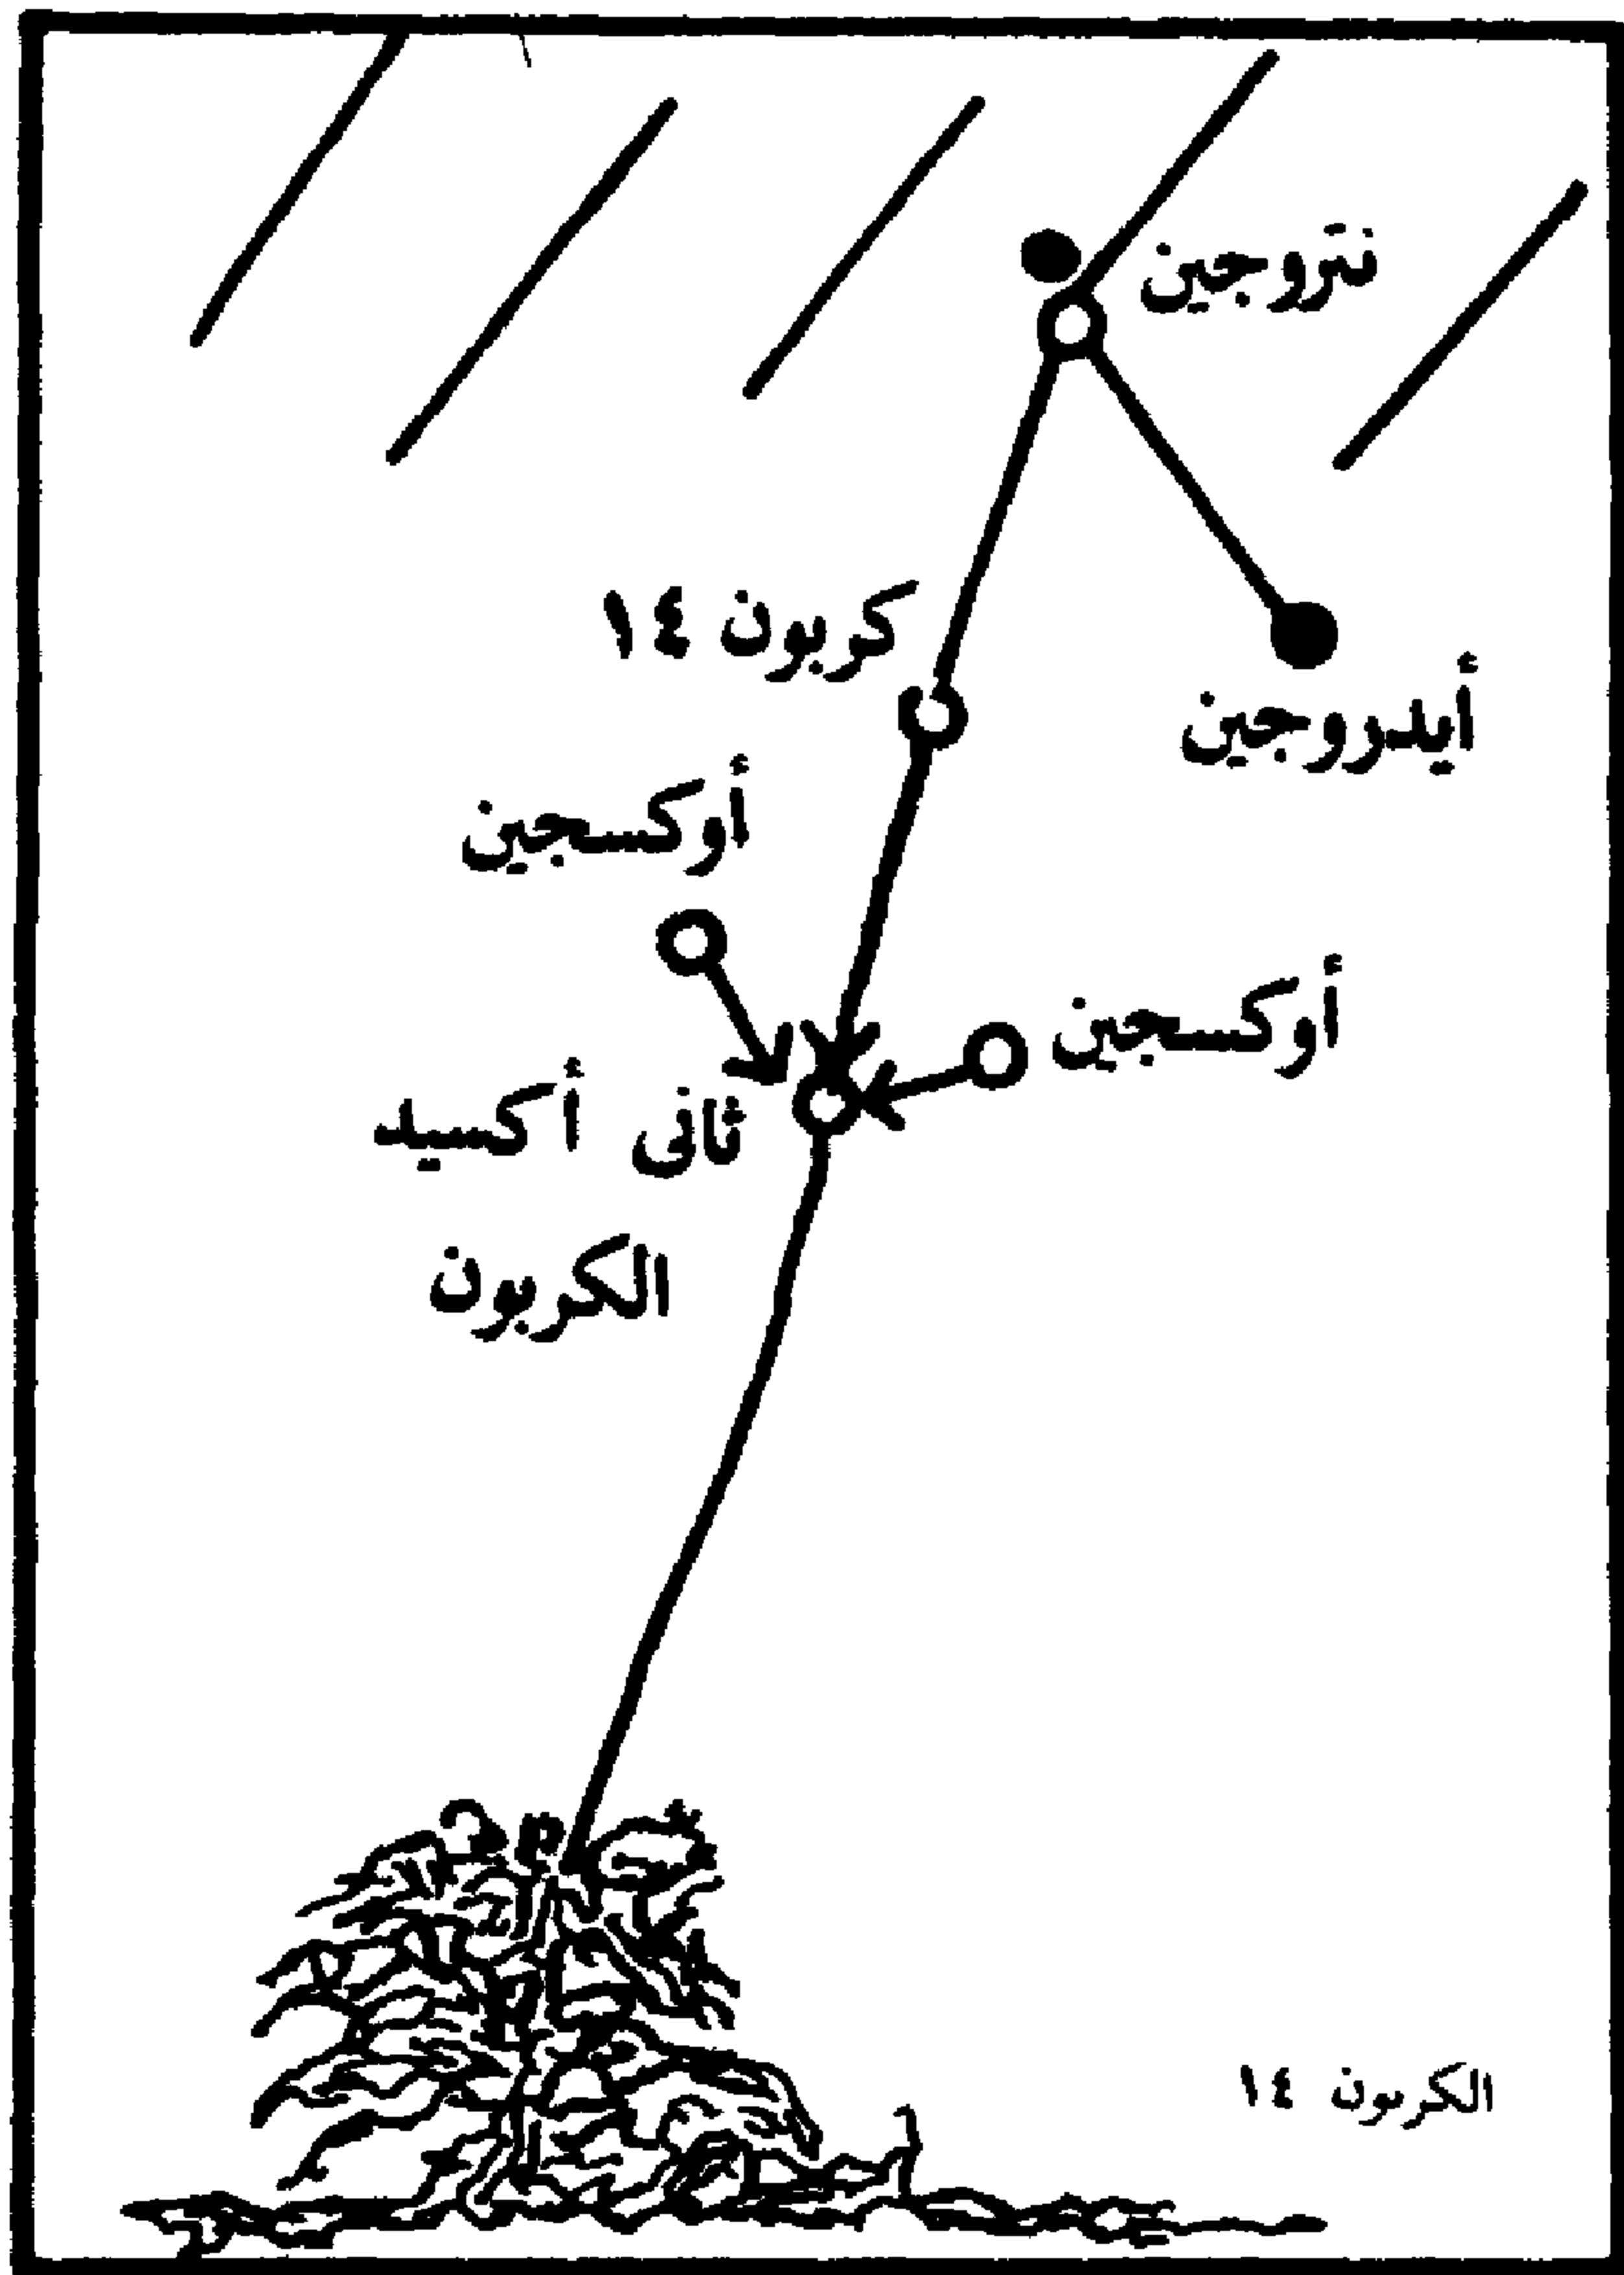 نتروجين
كربون ١٤
أيدروجين
أوكسجين
أوكسجين
ثانى أكسيد
الكربون
الكربون ١٤